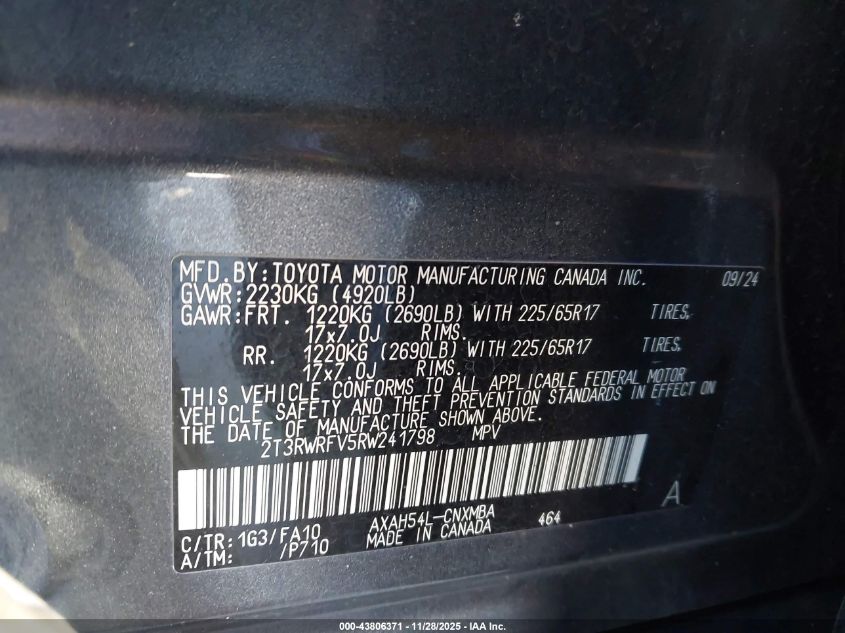 MFD.BY:TOYOTA MOTOR MANUFACTURING CANADA INC. 09/24
GVWR:2230KG (4920LB)
GAWR:FRT. 1220KG (2690LB) WITH 225/65R17 TIRES,
17x7.0J RIMS.
RR. 1220KG (2690LB) WITH 225/65R17 TIRES,
17x7.0J RIMS.
THIS VEHICLE CONFORMS TO ALL APPLICABLE FEDERAL MOTOR
VEHICLE SAFETY AND THEFT PREVENTION STANDARDS IN EFFECT ON
THE DATE OF MANUFACTURE SHOWN ABOVE.
2T3RWRFV5RW241798 MPV
A
C/TR:1G3/FA10 AXAH54L-CNXMBA 464
A/TM: /P710 MADE IN CANADA
000-43806371 - 11/28/2025 - IAA Inc.